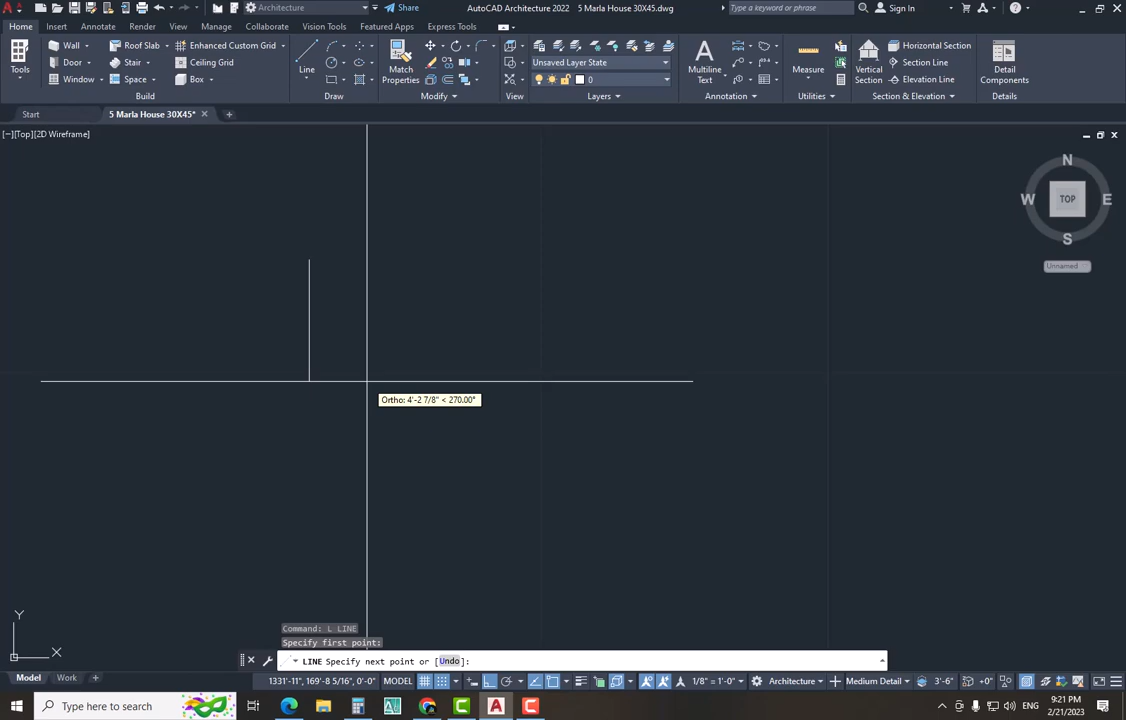 Architecture
Share
AutoCAD Architecture 2022
5 Marla House 30X45.dwg
Type a keyword or phrase
Sign In
Home
Insert
Annotate
Render
View
Manage
Collaborate
Vision Tools
Featured Apps
Express Tools
Tools
Wall
Door
Window
Roof Slab
Stair
Space
Enhanced Custom Grid
Ceiling Grid
Box
Build
Line
Draw
Match Properties
Modify
View
Unsaved Layer State
0
Layers
Multiline Text
Annotation
Measure
Utilities
Vertical Section
Horizontal Section
Section Line
Elevation Line
Section & Elevation
Detail Components
Details
Start
5 Marla House 30X45*
[−][Top][2D Wireframe]
N
W
TOP
E
S
Unnamed
Ortho: 4'-2 7/8" < 270.00°
Y
X
Command: L LINE
Specify first point:
LINE Specify next point or [Undo]:
Model
Work
1331'-11", 169'-8 5/16", 0'-0"
MODEL
1/8" = 1'-0"
Architecture
Medium Detail
3'-6"
+0"
Type here to search
ENG
9:21 PM
2/21/2023